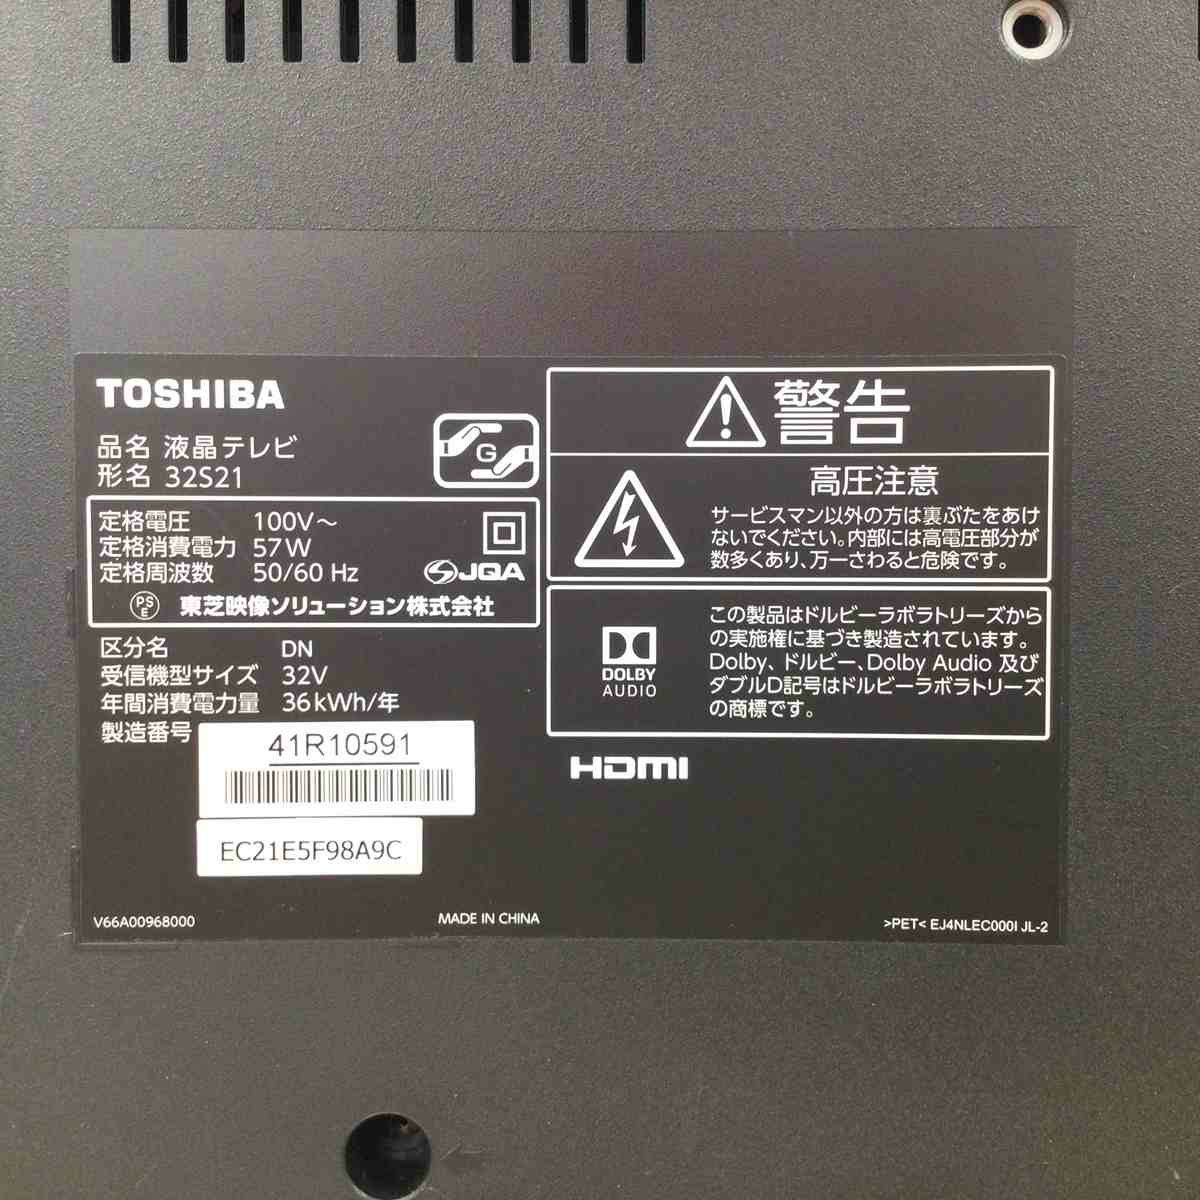 TOSHIBA
品名 液晶テレビ
形名 32S21
G
定格電圧 100V～
定格消費電力 57W
定格周波数 50/60 Hz
JQA
PS
E
東芝映像ソリューション株式会社
区分名 DN
受信機型サイズ 32V
年間消費電力量 36kWh/年
製造番号
41R10591
EC21E5F98A9C
V66A00968000
MADE IN CHINA
警告
高圧注意
サービスマン以外の方は裏ぶたをあけ
ないでください。内部には高電圧部分が
数多くあり、万一さわると危険です。
DOLBY
AUDIO
この製品はドルビーラボラトリーズから
の実施権に基づき製造されています。
Dolby、ドルビー、Dolby Audio 及び
ダブルD記号はドルビーラボラトリーズ
の商標です。
HDMI
>PET< EJ4NLEC000I JL-2